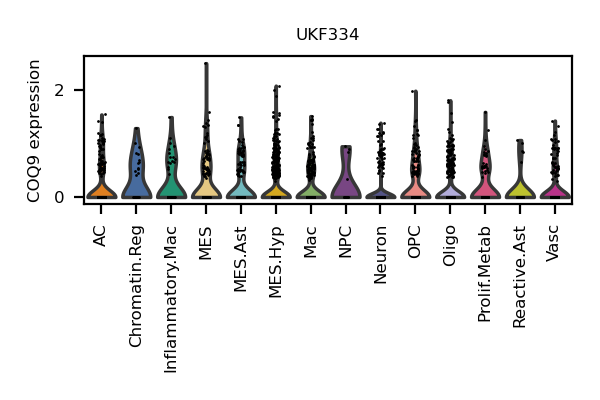 UKF334
COQ9 expression
2
0
AC
Chromatin.Reg
Inflammatory.Mac
MES
MES.Ast
MES.Hyp
Mac
NPC
Neuron
OPC
Oligo
Prolif.Metab
Reactive.Ast
Vasc